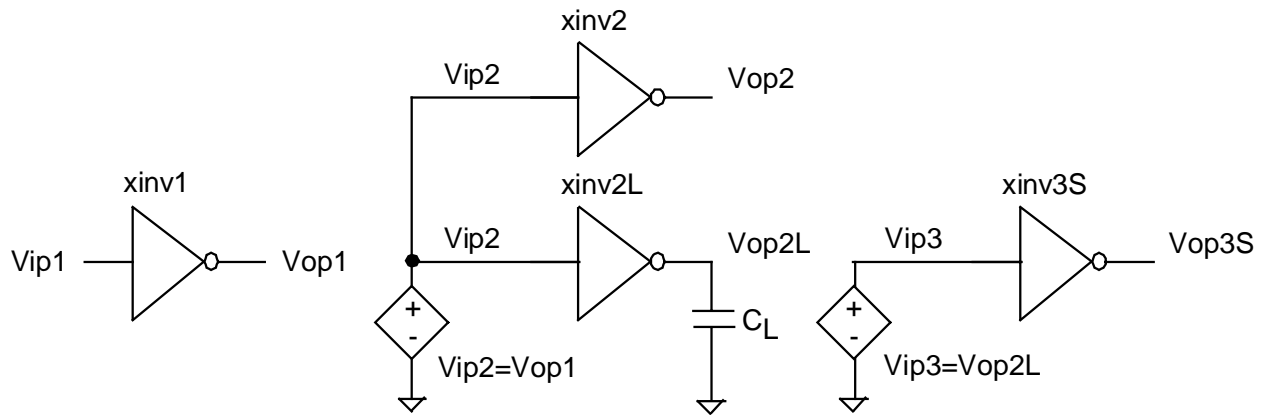 xinv2
Vip2
Vop2
xinv1
xinv2L
xinv3S
Vip1
Vop1
Vip2
Vop2L
Vip3
Vop3S
+
-
CL
+
-
Vip2=Vop1
Vip3=Vop2L